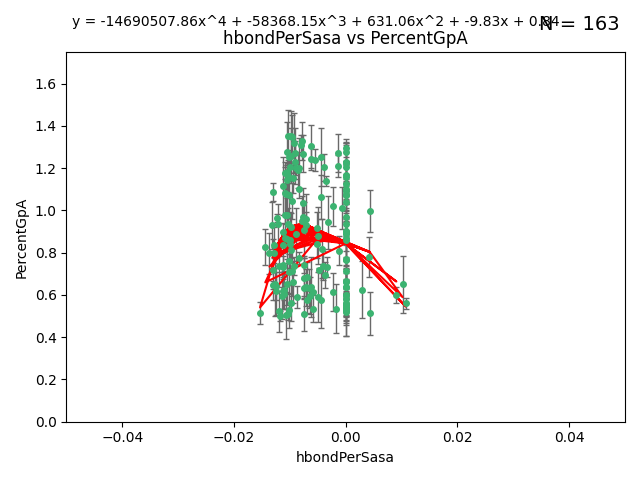 y = -14690507.86x^4 + -58368.15x^3 + 631.06x^2 + -9.83x + 0.84
N = 163
hbondPerSasa vs PercentGpA
1.6
1.4
1.2
1.0
0.8
0.6
0.4
0.2
0.0
PercentGpA
−0.04
−0.02
0.00
0.02
0.04
hbondPerSasa